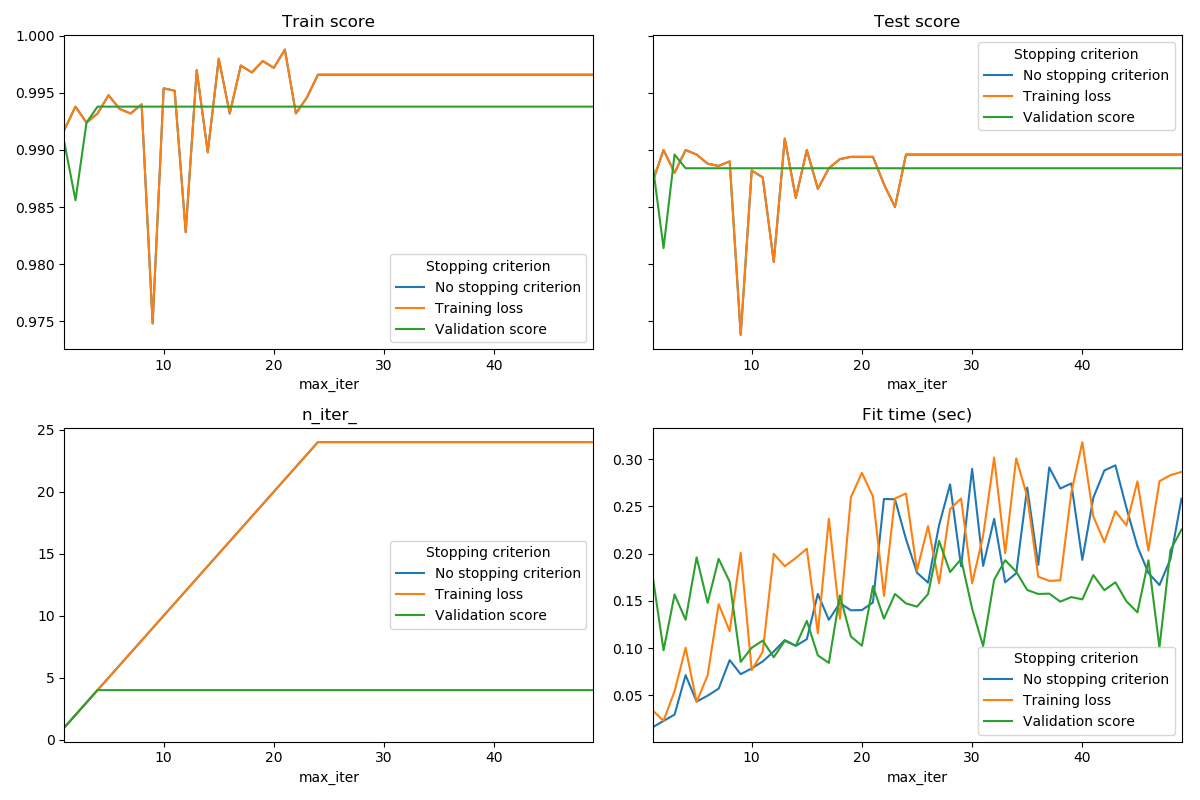 Train score
1.000
0.995
0.990
0.985
0.980
0.975
10
20
30
40
max_iter
Stopping criterion
No stopping criterion
Training loss
Validation score
Test score
10
20
30
40
max_iter
Stopping criterion
No stopping criterion
Training loss
Validation score
n_iter_
25
20
15
10
5
0
10
20
30
40
max_iter
Stopping criterion
No stopping criterion
Training loss
Validation score
Fit time (sec)
0.30
0.25
0.20
0.15
0.10
0.05
10
20
30
40
max_iter
Stopping criterion
No stopping criterion
Training loss
Validation score